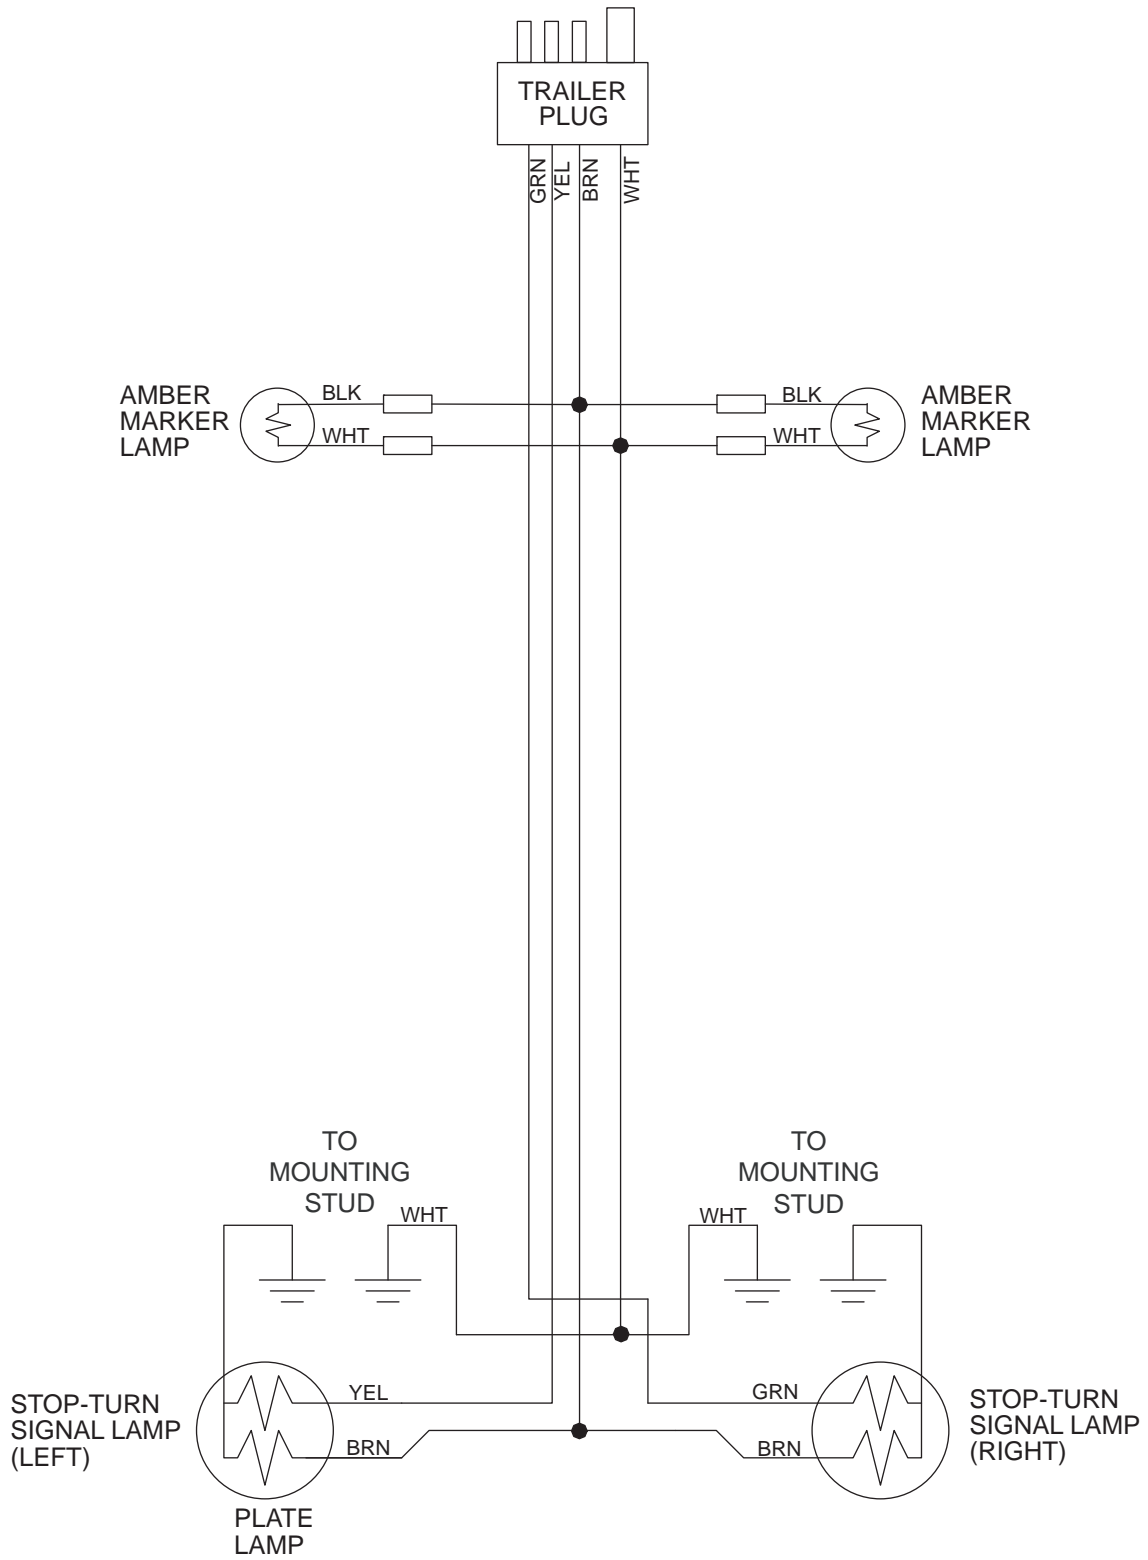 TRAILER
PLUG
GRN
YEL
BRN
WHT
AMBER
MARKER
LAMP
BLK
WHT
BLK
WHT
AMBER
MARKER
LAMP
TO
MOUNTING
STUD
WHT
TO
MOUNTING
STUD
WHT
STOP-TURN
SIGNAL LAMP
(LEFT)
YEL
BRN
GRN
BRN
STOP-TURN
SIGNAL LAMP
(RIGHT)
PLATE
LAMP